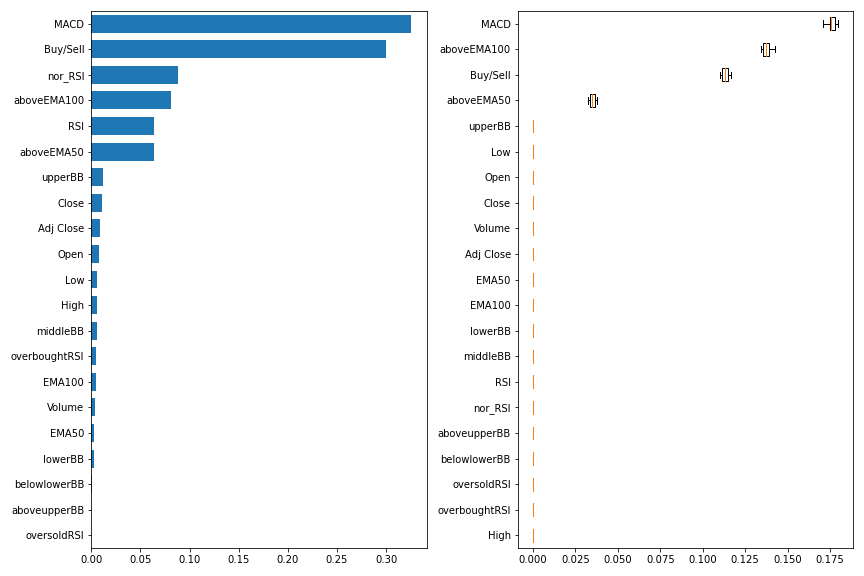 MACD
Buy/Sell
nor_RSI
aboveEMA100
RSI
aboveEMA50
upperBB
Close
Adj Close
Open
Low
High
middleBB
overboughtRSI
EMA100
Volume
EMA50
lowerBB
belowlowerBB
aboveupperBB
oversoldRSI
0.00 0.05 0.10 0.15 0.20 0.25 0.30
MACD
aboveEMA100
Buy/Sell
aboveEMA50
upperBB
Low
Open
Close
Volume
Adj Close
EMA50
EMA100
lowerBB
middleBB
RSI
nor_RSI
aboveupperBB
belowlowerBB
oversoldRSI
overboughtRSI
High
0.000 0.025 0.050 0.075 0.100 0.125 0.150 0.175